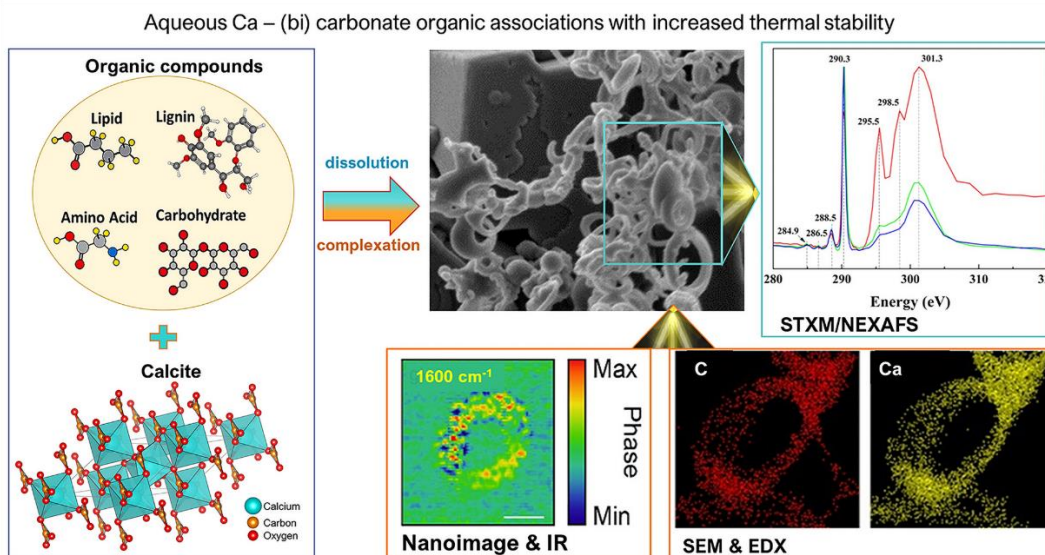 Aqueous Ca – (bi) carbonate organic associations with increased thermal stability
Organic compounds
Lipid
Lignin
Amino Acid
Carbohydrate
Calcite
Calcium
Carbon
Oxygen
dissolution
complexation
290.3
301.3
298.5
295.5
288.5
284.9
286.5
280
290
300
310
Energy (eV)
STXM/NEXAFS
1600 cm⁻¹
Max
Phase
Min
Nanoimage & IR
C
Ca
SEM & EDX